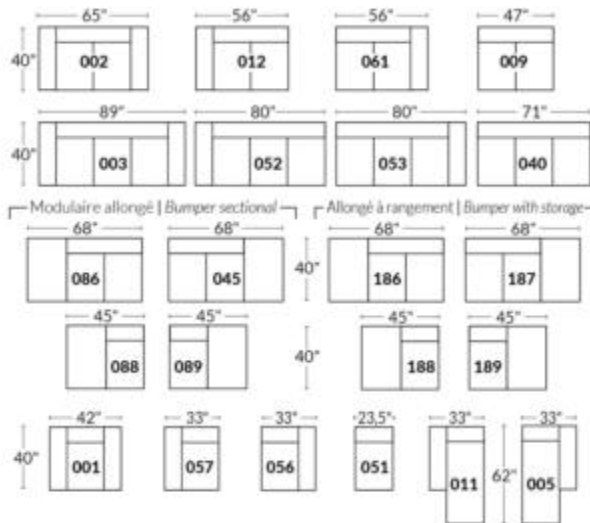 65" 56" 56" 47"
40" 002 012 061 009
89" 80" 80" 71"
40" 003 052 053 040
Modulaire allongé | Bumper sectional Allongé à rangement | Bumper with storage
68" 68" 68" 68"
086 045 40" 186 187
45" 45" 45" 45"
088 089 40" 188 189
42" 33" 33" 23,5" 33" 33"
40" 001 057 056 051 011 62" 005